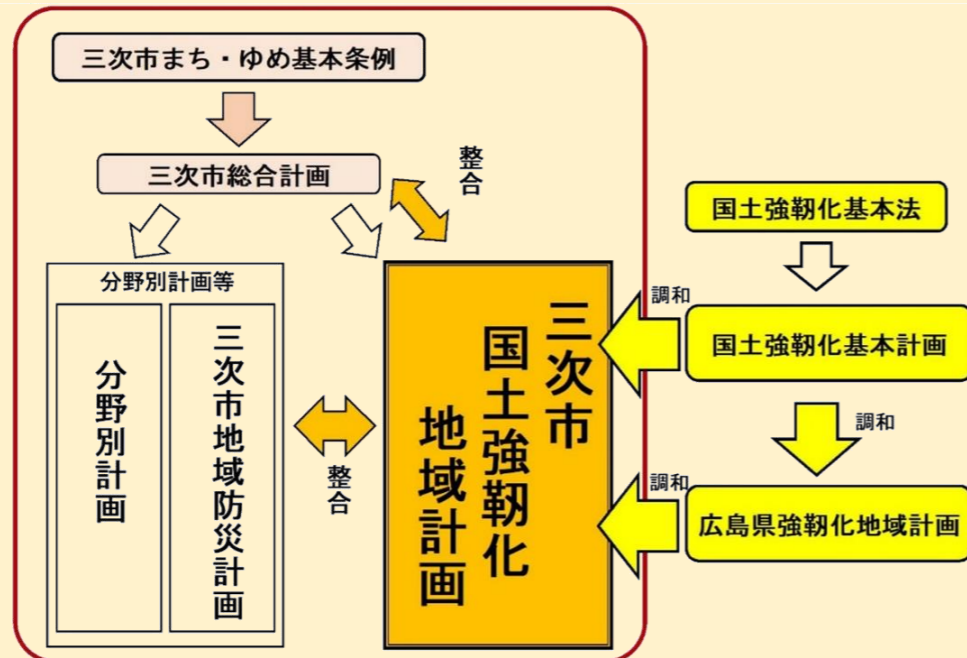 三次市まち・ゆめ基本条例
三次市総合計画
整合
分野別計画等
分野別計画
三次市地域防災計画
整合
三次市
国土強靭化
地域計画
国土強靭化基本法
調和
国土強靭化基本計画
調和
調和
広島県強靭化地域計画